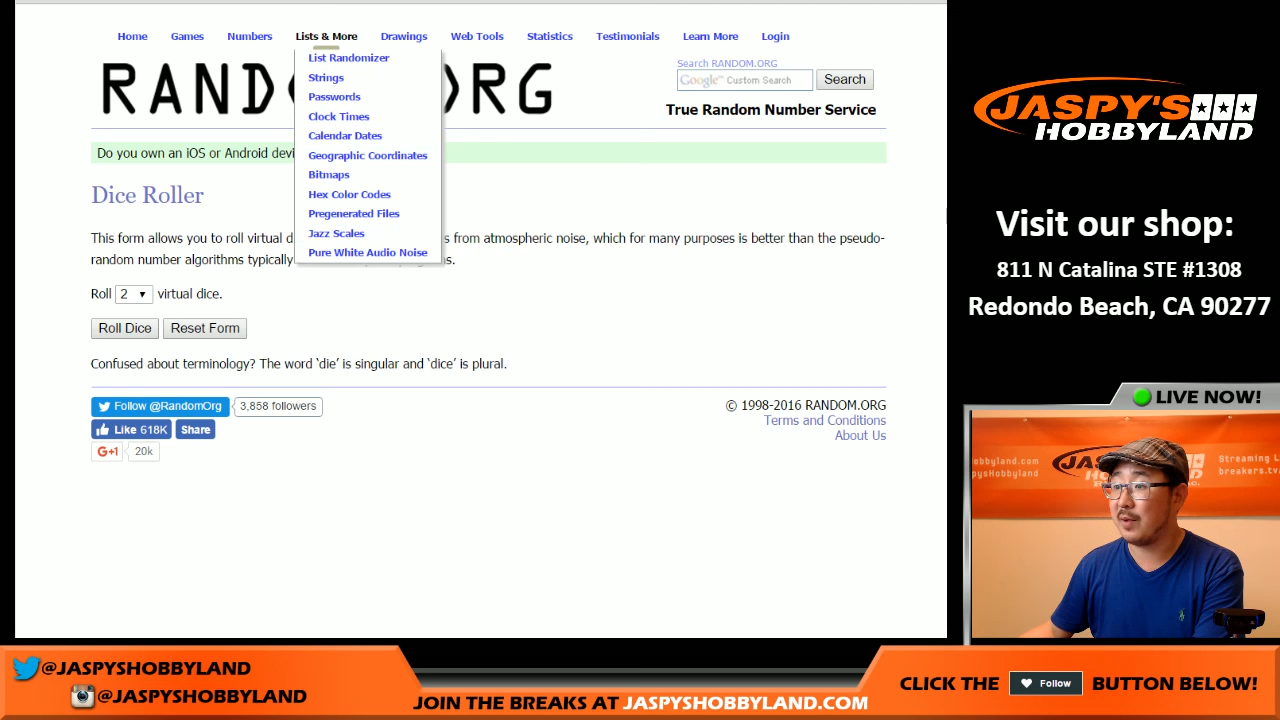 Home Games Numbers Lists & More Drawings Web Tools Statistics Testimonials Learn More Login
List Randomizer
Strings
Passwords
Clock Times
Calendar Dates
Geographic Coordinates
Bitmaps
Hex Color Codes
Pregenerated Files
Jazz Scales
Pure White Audio Noise
Search RANDOM.ORG
Google Custom Search Search
True Random Number Service
Do you own an iOS or Android devi
Dice Roller
This form allows you to roll virtual d s from atmospheric noise, which for many purposes is better than the pseudo-
random number algorithms typically
Roll 2 virtual dice.
Roll Dice Reset Form
Confused about terminology? The word ‘die’ is singular and ‘dice’ is plural.
Follow @RandomOrg 3,858 followers
Like 618K Share
G+1 20k
© 1998-2016 RANDOM.ORG
Terms and Conditions
About Us
JASPY'S
HOBBYLAND
Visit our shop:
811 N Catalina STE #1308
Redondo Beach, CA 90277
LIVE NOW!
@JASPYSHOBBYLAND
@JASPYSHOBBYLAND
JOIN THE BREAKS AT JASPYSHOBBYLAND.COM
CLICK THE Follow BUTTON BELOW!